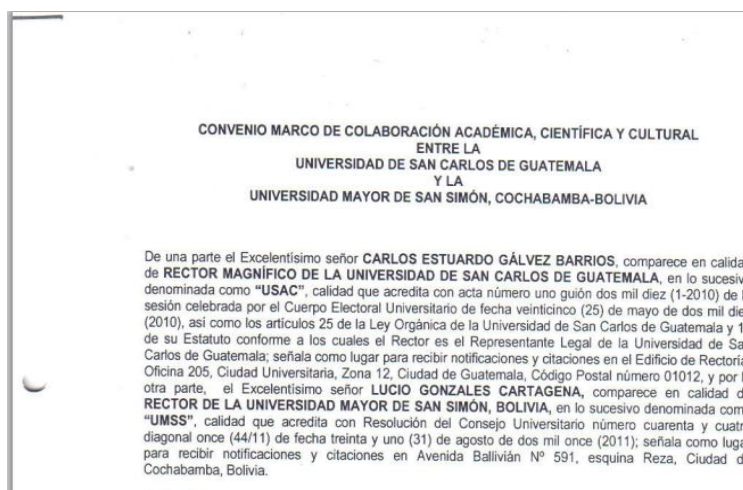 CONVENIO MARCO DE COLABORACIÓN ACADÉMICA, CIENTÍFICA Y CULTURAL
ENTRE LA
UNIVERSIDAD DE SAN CARLOS DE GUATEMALA
Y LA
UNIVERSIDAD MAYOR DE SAN SIMÓN, COCHABAMBA-BOLIVIA
De una parte el Excelentísimo señor CARLOS ESTUARDO GÁLVEZ BARRIOS, comparece en calida
de RECTOR MAGNÍFICO DE LA UNIVERSIDAD DE SAN CARLOS DE GUATEMALA, en lo sucesiv
denominada como “USAC”, calidad que acredita con acta número uno guión dos mil diez (1-2010) de l
sesión celebrada por el Cuerpo Electoral Universitario de fecha veinticinco (25) de mayo de dos mil die
(2010), así como los artículos 25 de la Ley Orgánica de la Universidad de San Carlos de Guatemala y 1
de su Estatuto conforme a los cuales el Rector es el Representante Legal de la Universidad de Sa
Carlos de Guatemala; señala como lugar para recibir notificaciones y citaciones en el Edificio de Rectoría
Oficina 205, Ciudad Universitaria, Zona 12, Ciudad de Guatemala, Código Postal número 01012, y por l
otra parte, el Excelentísimo señor LUCIO GONZALES CARTAGENA, comparece en calidad d
RECTOR DE LA UNIVERSIDAD MAYOR DE SAN SIMÓN, BOLIVIA, en lo sucesivo denominada com
“UMSS”, calidad que acredita con Resolución del Consejo Universitario número cuarenta y cuatr
diagonal once (44/11) de fecha treinta y uno (31) de agosto de dos mil once (2011); señala como luga
para recibir notificaciones y citaciones en Avenida Ballivián Nº 591, esquina Reza, Ciudad d
Cochabamba, Bolivia.